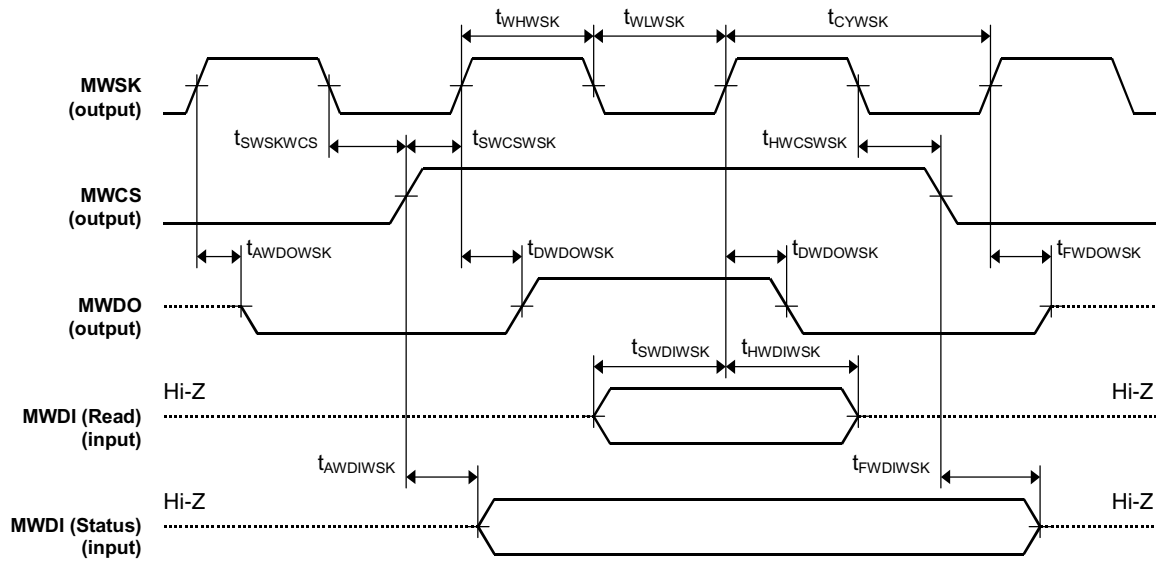 tWHWSK tWLWSK tCYWSK
MWSK
(output)
tSWSKWCS tSWCSWSK tHWCSWSK
MWCS
(output)
tAWDOWSK tDWDOWSK tDWDOWSK tFWDOWSK
MWDO
(output)
tSWDIWSK tHWDIWSK
Hi-Z Hi-Z
MWDI (Read)
(input)
tAWDIWSK tFWDIWSK
Hi-Z Hi-Z
MWDI (Status)
(input)